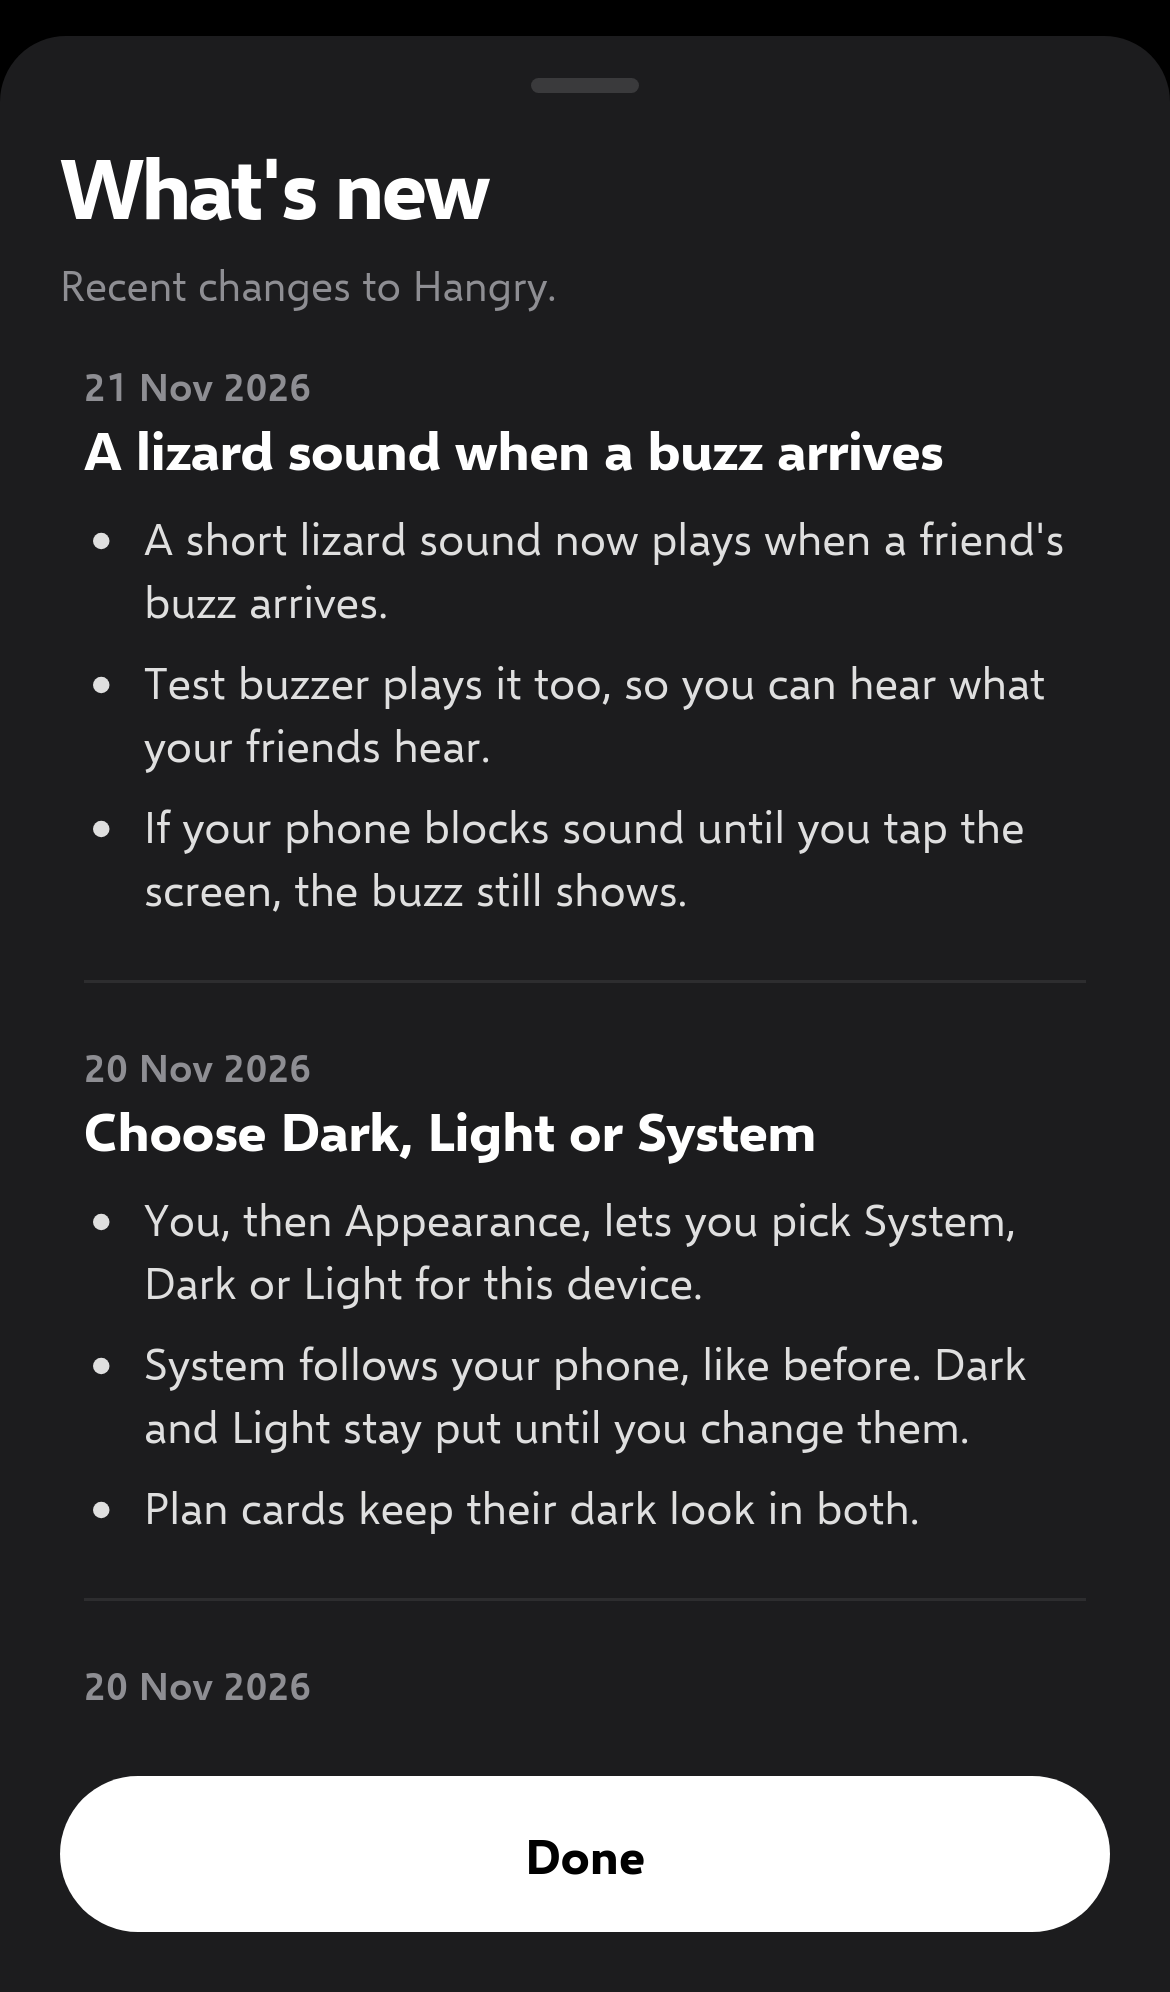 What's new
Recent changes to Hangry.
21 Nov 2026
A lizard sound when a buzz arrives
• A short lizard sound now plays when a friend's
buzz arrives.
• Test buzzer plays it too, so you can hear what
your friends hear.
• If your phone blocks sound until you tap the
screen, the buzz still shows.
20 Nov 2026
Choose Dark, Light or System
• You, then Appearance, lets you pick System,
Dark or Light for this device.
• System follows your phone, like before. Dark
and Light stay put until you change them.
• Plan cards keep their dark look in both.
20 Nov 2026
Done